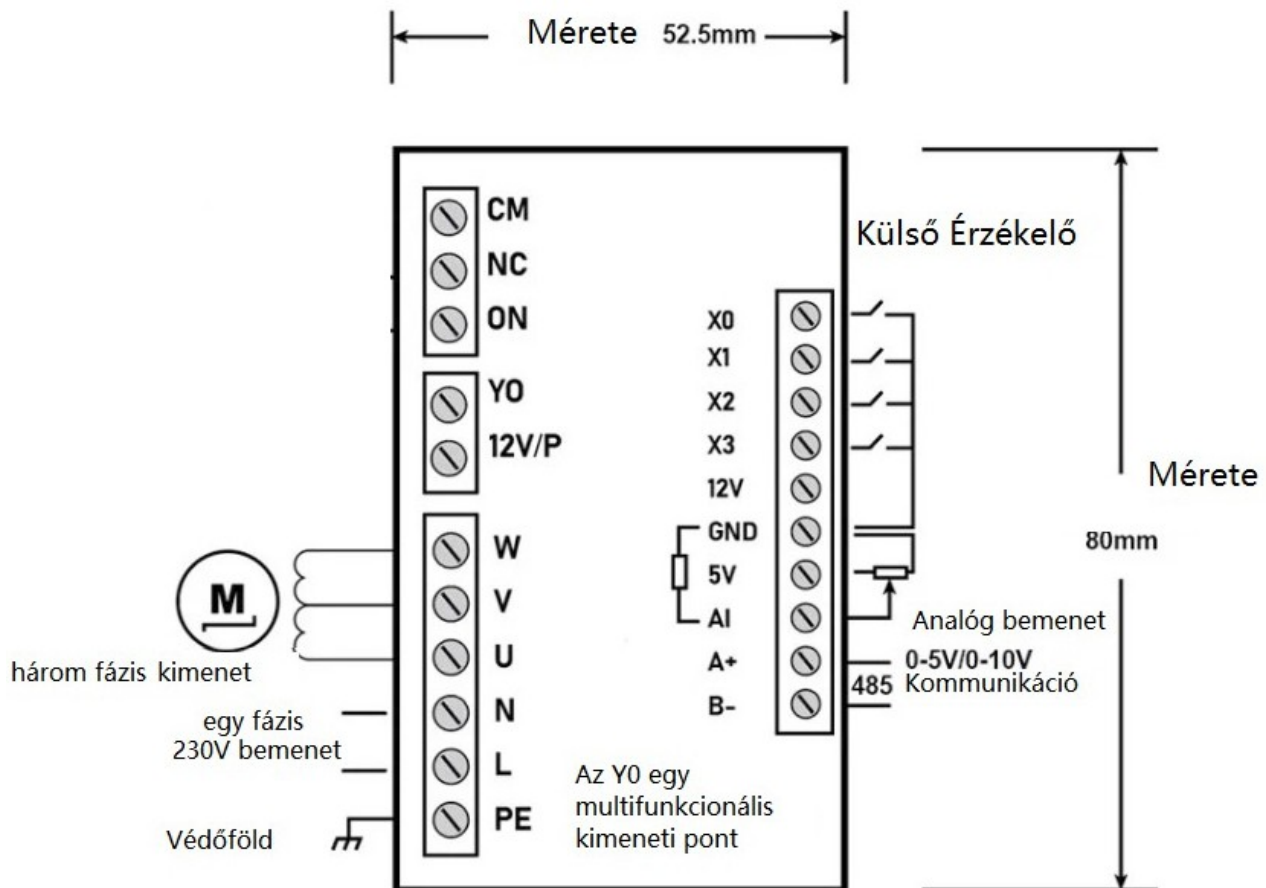 Mérete 52.5mm
CM
NC
ON
YO
12V/P
W
V
U
N
L
PE
M
három fázis kimenet
egy fázis
230V bemenet
Védőföld
Az Y0 egy
multifunkcionális
kimeneti pont
Külső Érzékelő
X0
X1
X2
X3
12V
GND
5V
AI
A+
B-
Analóg bemenet
0-5V/0-10V
485 Kommunikáció
Mérete
80mm